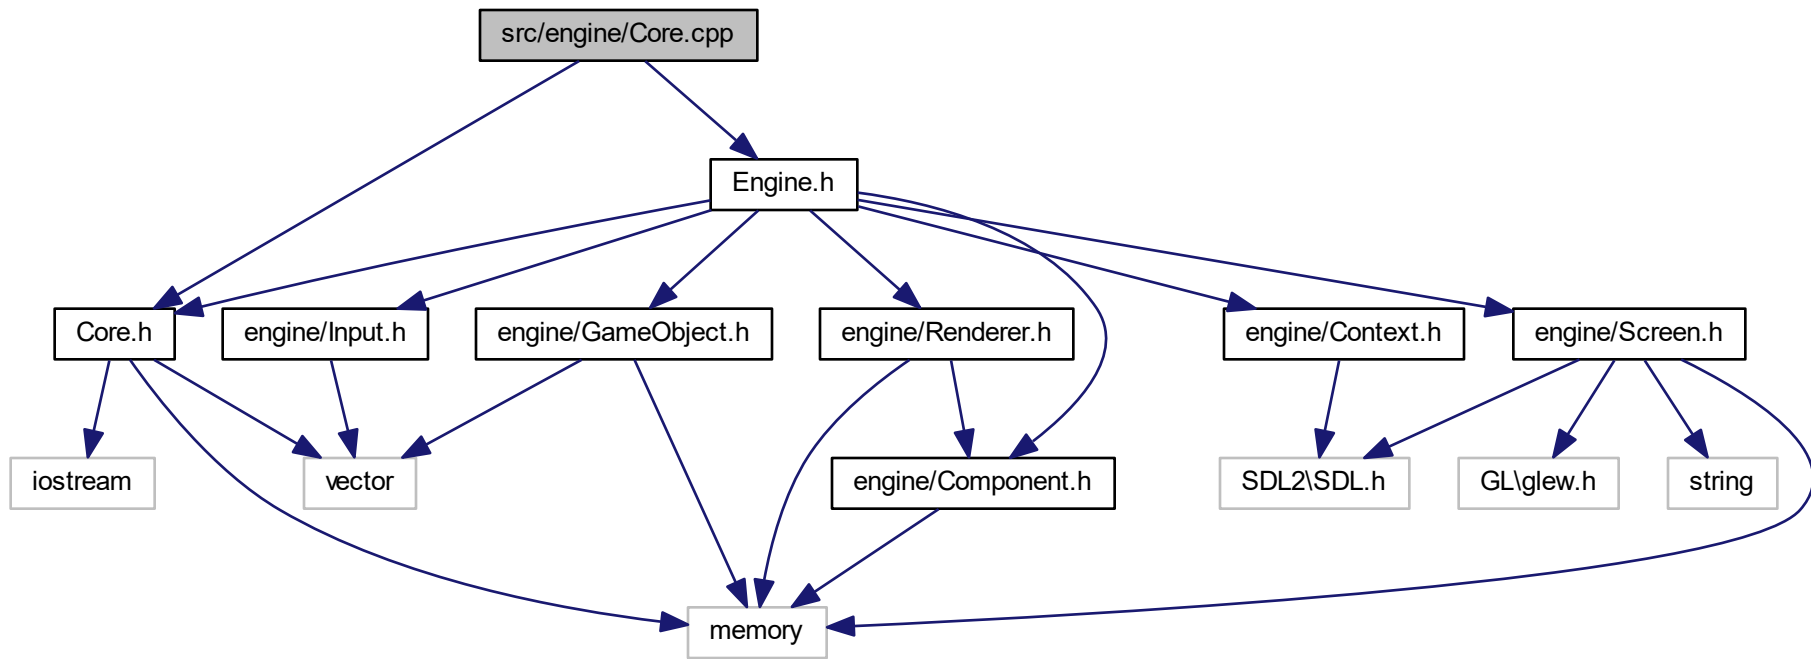 src/engine/Core.cpp
Engine.h
Core.h
engine/Input.h
engine/GameObject.h
engine/Renderer.h
engine/Context.h
engine/Screen.h
iostream
vector
engine/Component.h
SDL2\SDL.h
GL\glew.h
string
memory